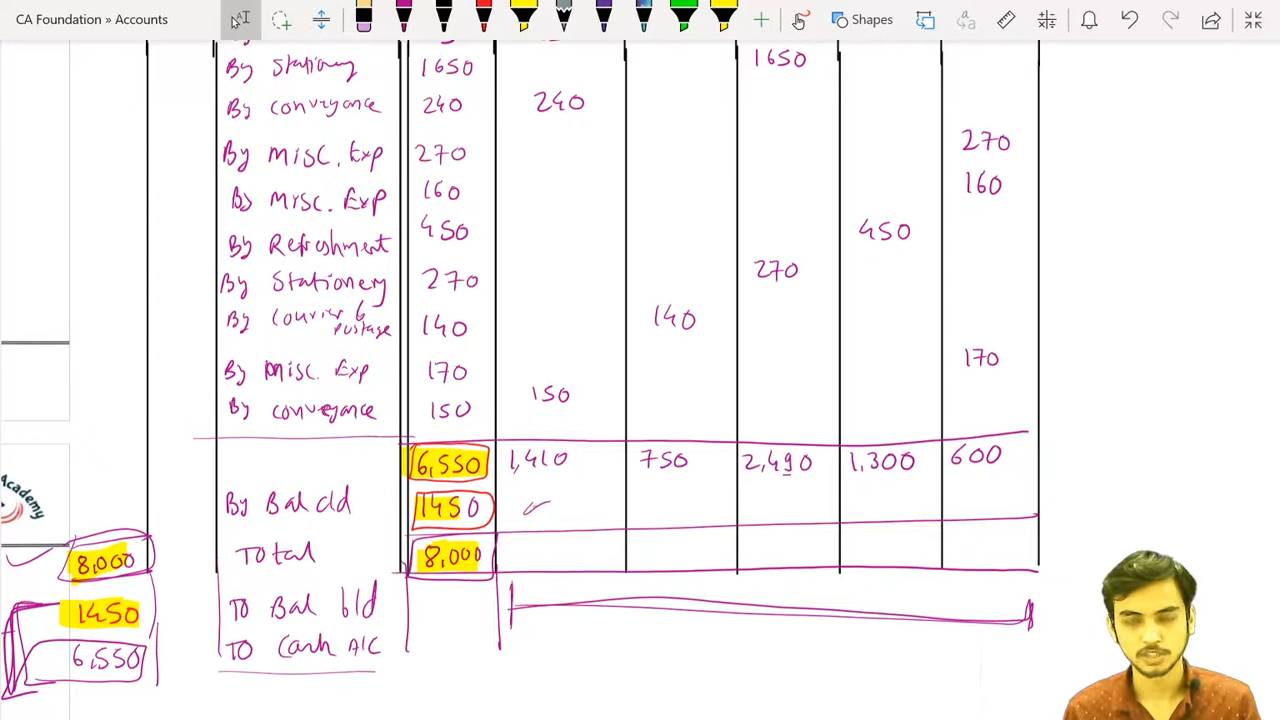 CA Foundation » Accounts
Shapes
By Stationery 1650 1650
By conveyance 240 240
By Misc. Exp 270 270
By Misc. Exp 160 160
By Refreshment 450 450
By Stationery 270 270
By Courier & Postage 140 140
By Misc. Exp 170 170
By conveyance 150 150
6,550 1,410 750 2,490 1,300 600
By Bal c/d 1450
Total 8,000
To Bal b/d
To Cash A/C
Academy
8,000
1450
6,550